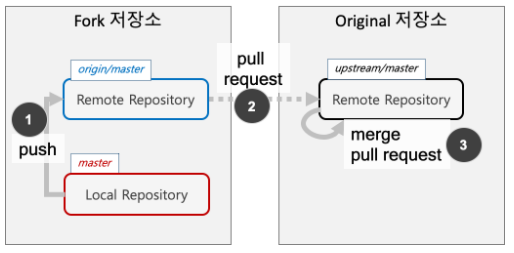 Fork 저장소
origin/master
Remote Repository
1
push
master
Local Repository
pull
request
2
Original 저장소
upstream/master
Remote Repository
merge
pull request
3